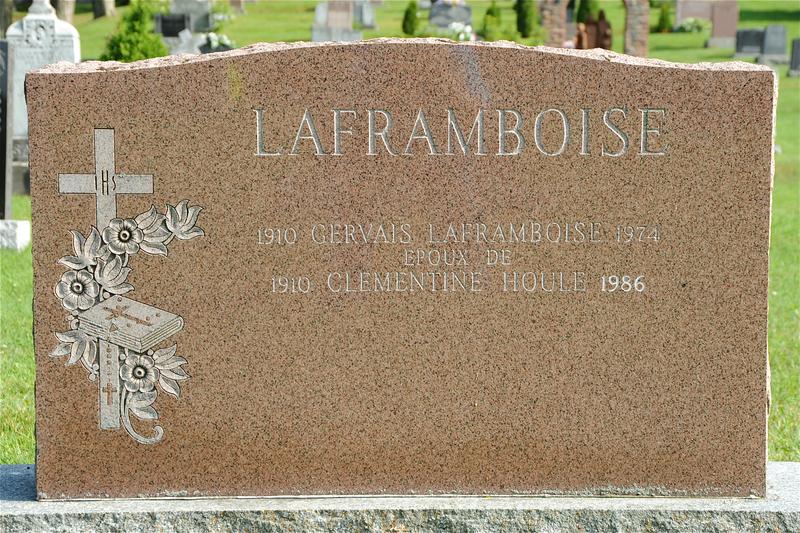 IHS
LAFRAMBOISE
1910 GERVAIS LAFRAMBOISE 1974
EPOUX DE
1910 CLEMENTINE HOULE 1986